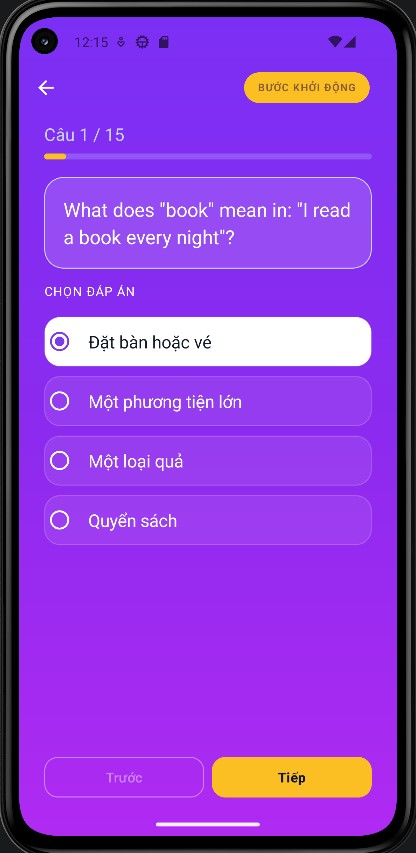 12:15
BƯỚC KHỞI ĐỘNG
Câu 1 / 15
What does "book" mean in: "I read
a book every night"?
CHỌN ĐÁP ÁN
Đặt bàn hoặc vé
Một phương tiện lớn
Một loại quả
Quyển sách
Trước
Tiếp